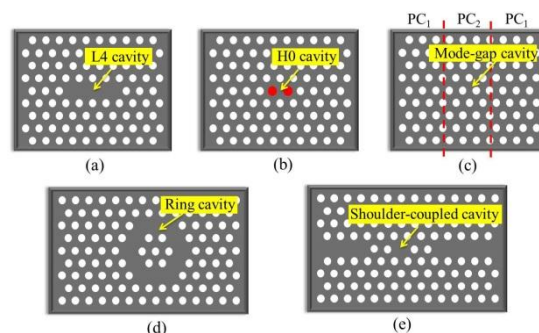 PC₁ PC₂ PC₁
L4 cavity
H0 cavity
Mode-gap cavity
(a)
(b)
(c)
Ring cavity
Shoulder-coupled cavity
(d)
(e)